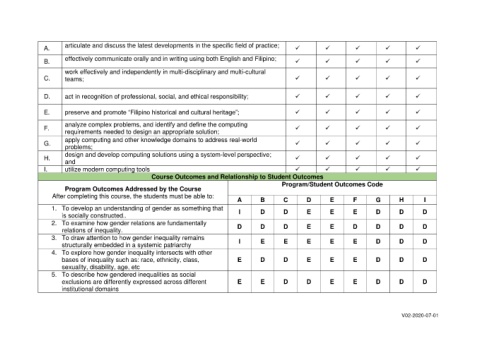 A. articulate and discuss the latest developments in the specific field of practice; ✓ ✓ ✓ ✓ ✓
B. effectively communicate orally and in writing using both English and Filipino; ✓ ✓ ✓ ✓ ✓
C. work effectively and independently in multi-disciplinary and multi-cultural
teams; ✓ ✓ ✓ ✓ ✓
D. act in recognition of professional, social, and ethical responsibility; ✓ ✓ ✓ ✓ ✓
E. preserve and promote “Filipino historical and cultural heritage”; ✓ ✓ ✓ ✓ ✓
F. analyze complex problems, and identify and define the computing
requirements needed to design an appropriate solution; ✓ ✓ ✓ ✓ ✓
G. apply computing and other knowledge domains to address real-world
problems; ✓ ✓ ✓ ✓ ✓
H. design and develop computing solutions using a system-level perspective;
and ✓ ✓ ✓ ✓ ✓
I. utilize modern computing tools ✓ ✓ ✓ ✓ ✓
Course Outcomes and Relationship to Student Outcomes
Program Outcomes Addressed by the Course
After completing this course, the students must be able to:
Program/Student Outcomes Code
A B C D E F G H I
1. To develop an understanding of gender as something that
is socially constructed.. I D D E E E D D D
2. To examine how gender relations are fundamentally
relations of inequality. D D D E E D D D D
3. To draw attention to how gender inequality remains
structurally embedded in a systemic patriarchy I E E E E E D D D
4. To explore how gender inequality intersects with other
bases of inequality such as: race, ethnicity, class,
sexuality, disability, age, etc E D D E E E D D D
5. To describe how gendered inequalities as social
exclusions are differently expressed across different
institutional domains E E D D E E D D D
V02-2020-07-01